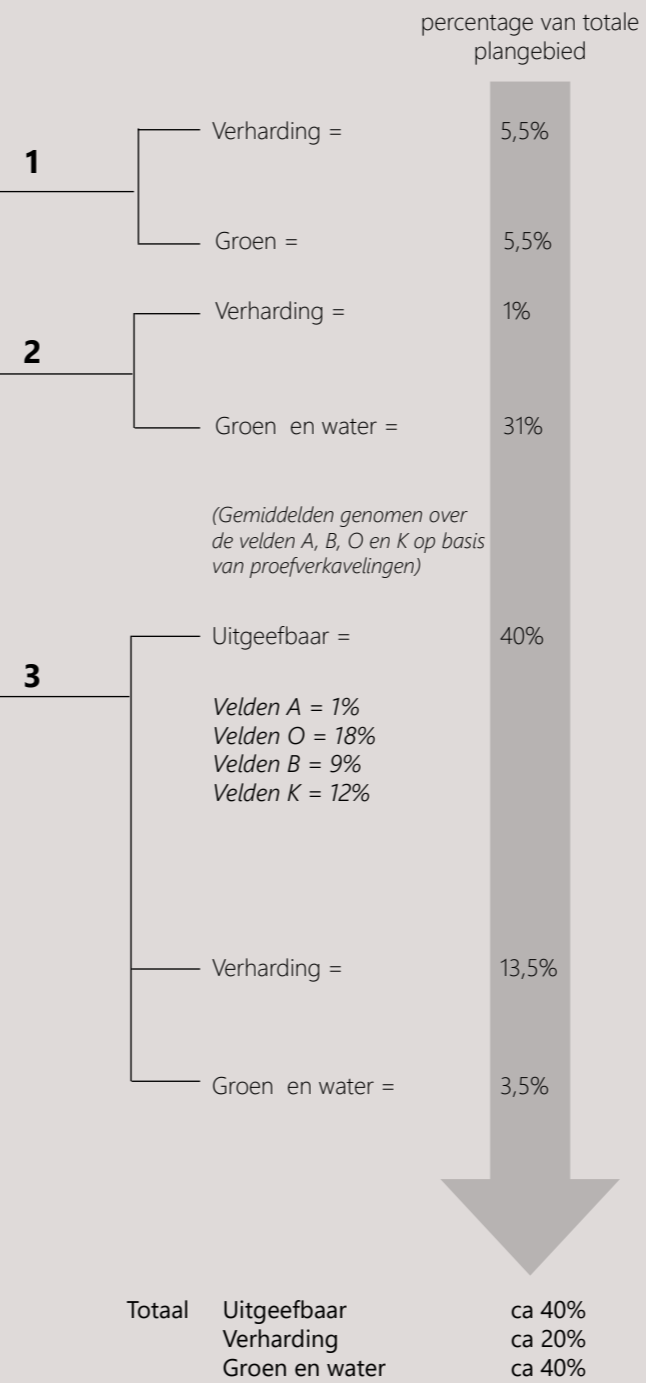 percentage van totale
plangebied
1
Verharding = 5,5%
Groen = 5,5%
2
Verharding = 1%
Groen en water = 31%
(Gemiddelden genomen over
de velden A, B, O en K op basis
van proefverkavelingen)
3
Uitgeefbaar = 40%
Velden A = 1%
Velden O = 18%
Velden B = 9%
Velden K = 12%
Verharding = 13,5%
Groen en water = 3,5%
Totaal Uitgeefbaar ca 40%
Verharding ca 20%
Groen en water ca 40%